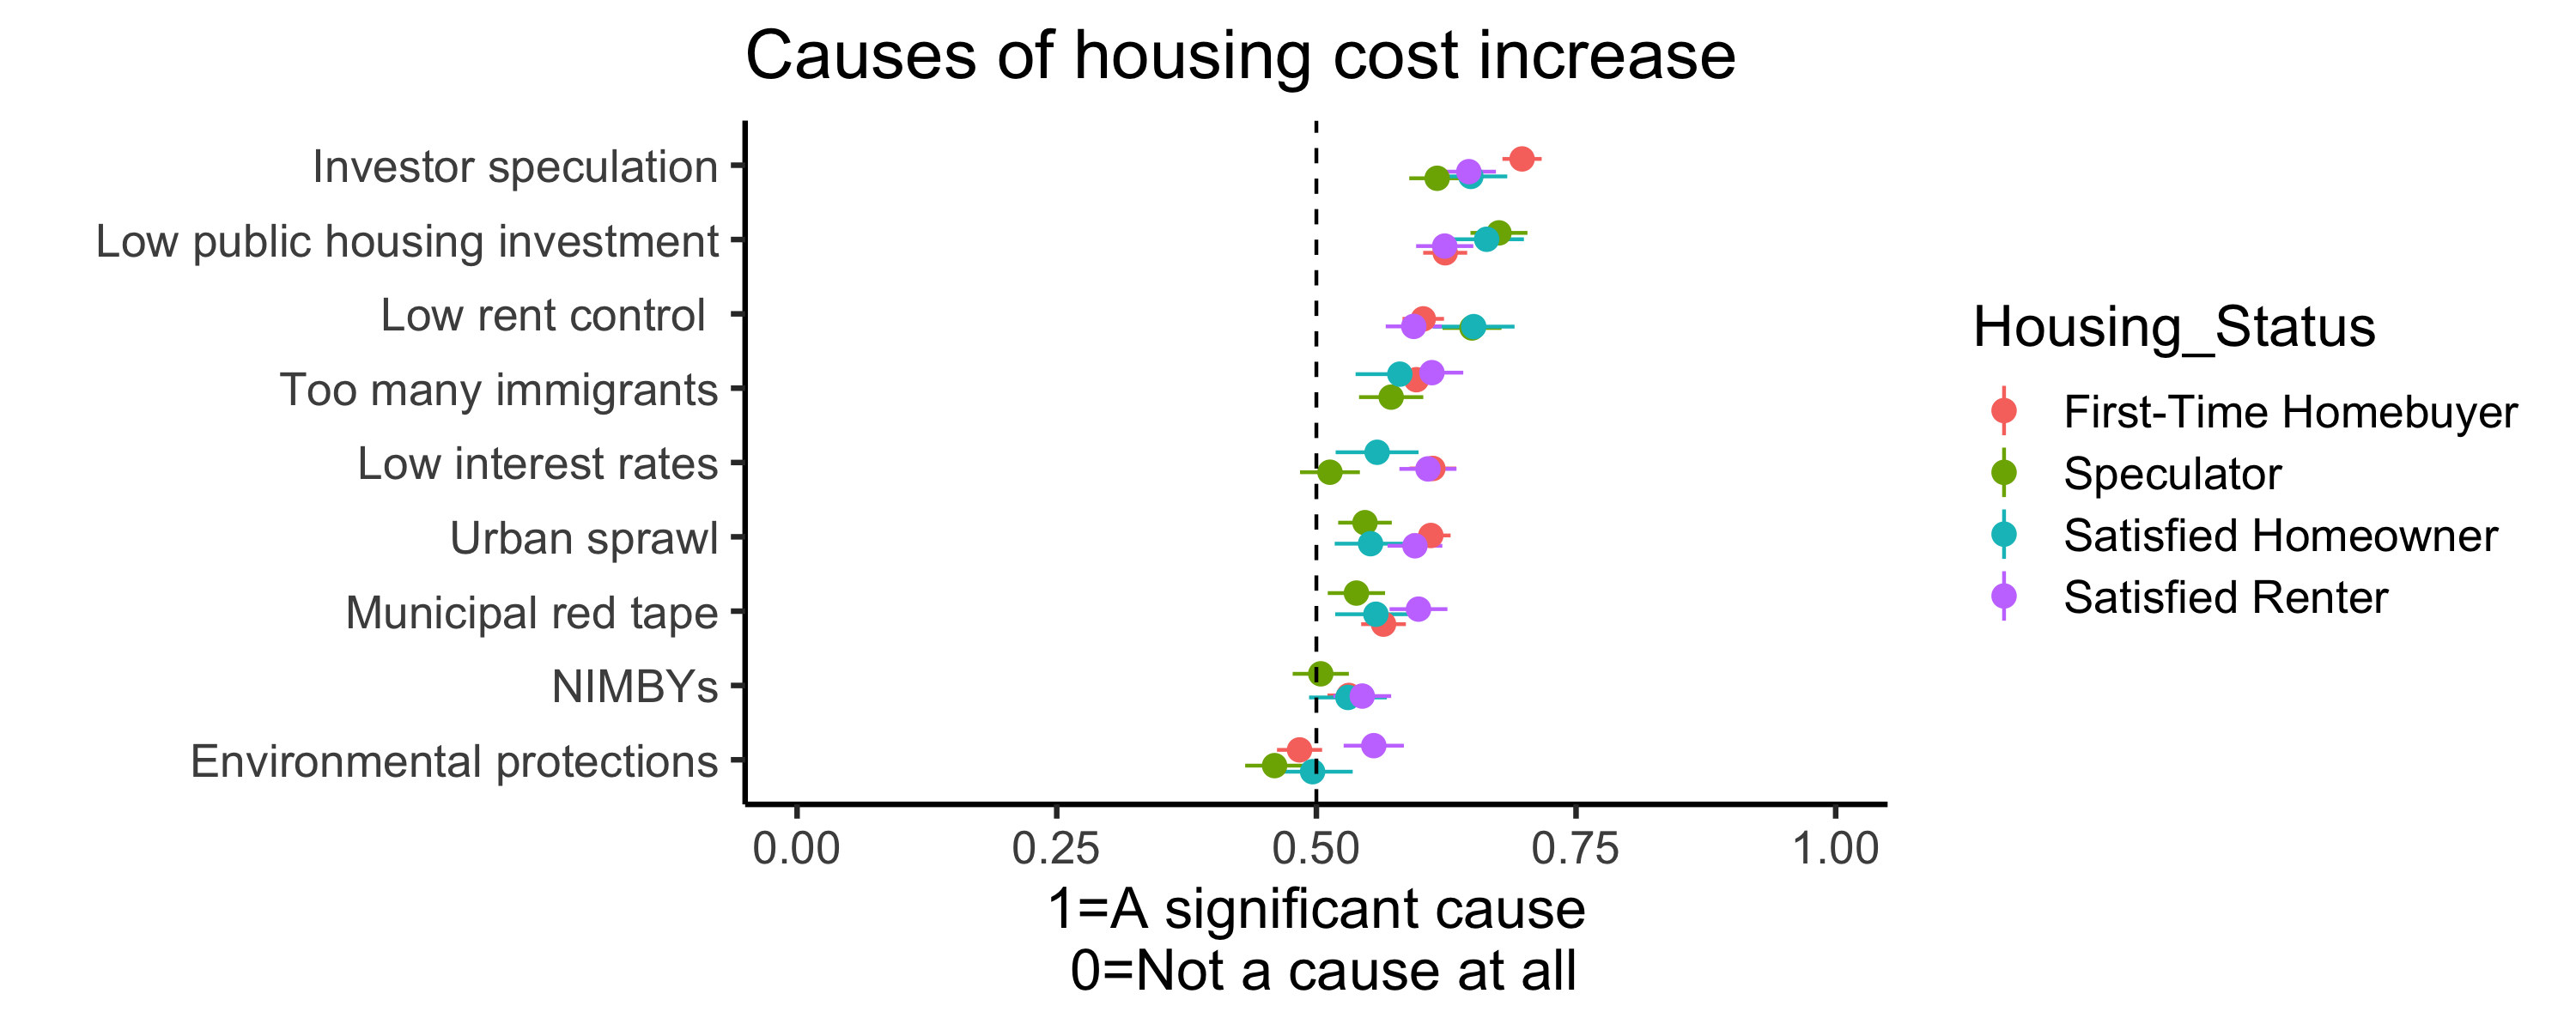 Causes of housing cost increase
Investor speculation
Low public housing investment
Low rent control
Too many immigrants
Low interest rates
Urban sprawl
Municipal red tape
NIMBYs
Environmental protections
0.00 0.25 0.50 0.75 1.00
1=A significant cause
0=Not a cause at all
Housing_Status
First-Time Homebuyer
Speculator
Satisfied Homeowner
Satisfied Renter